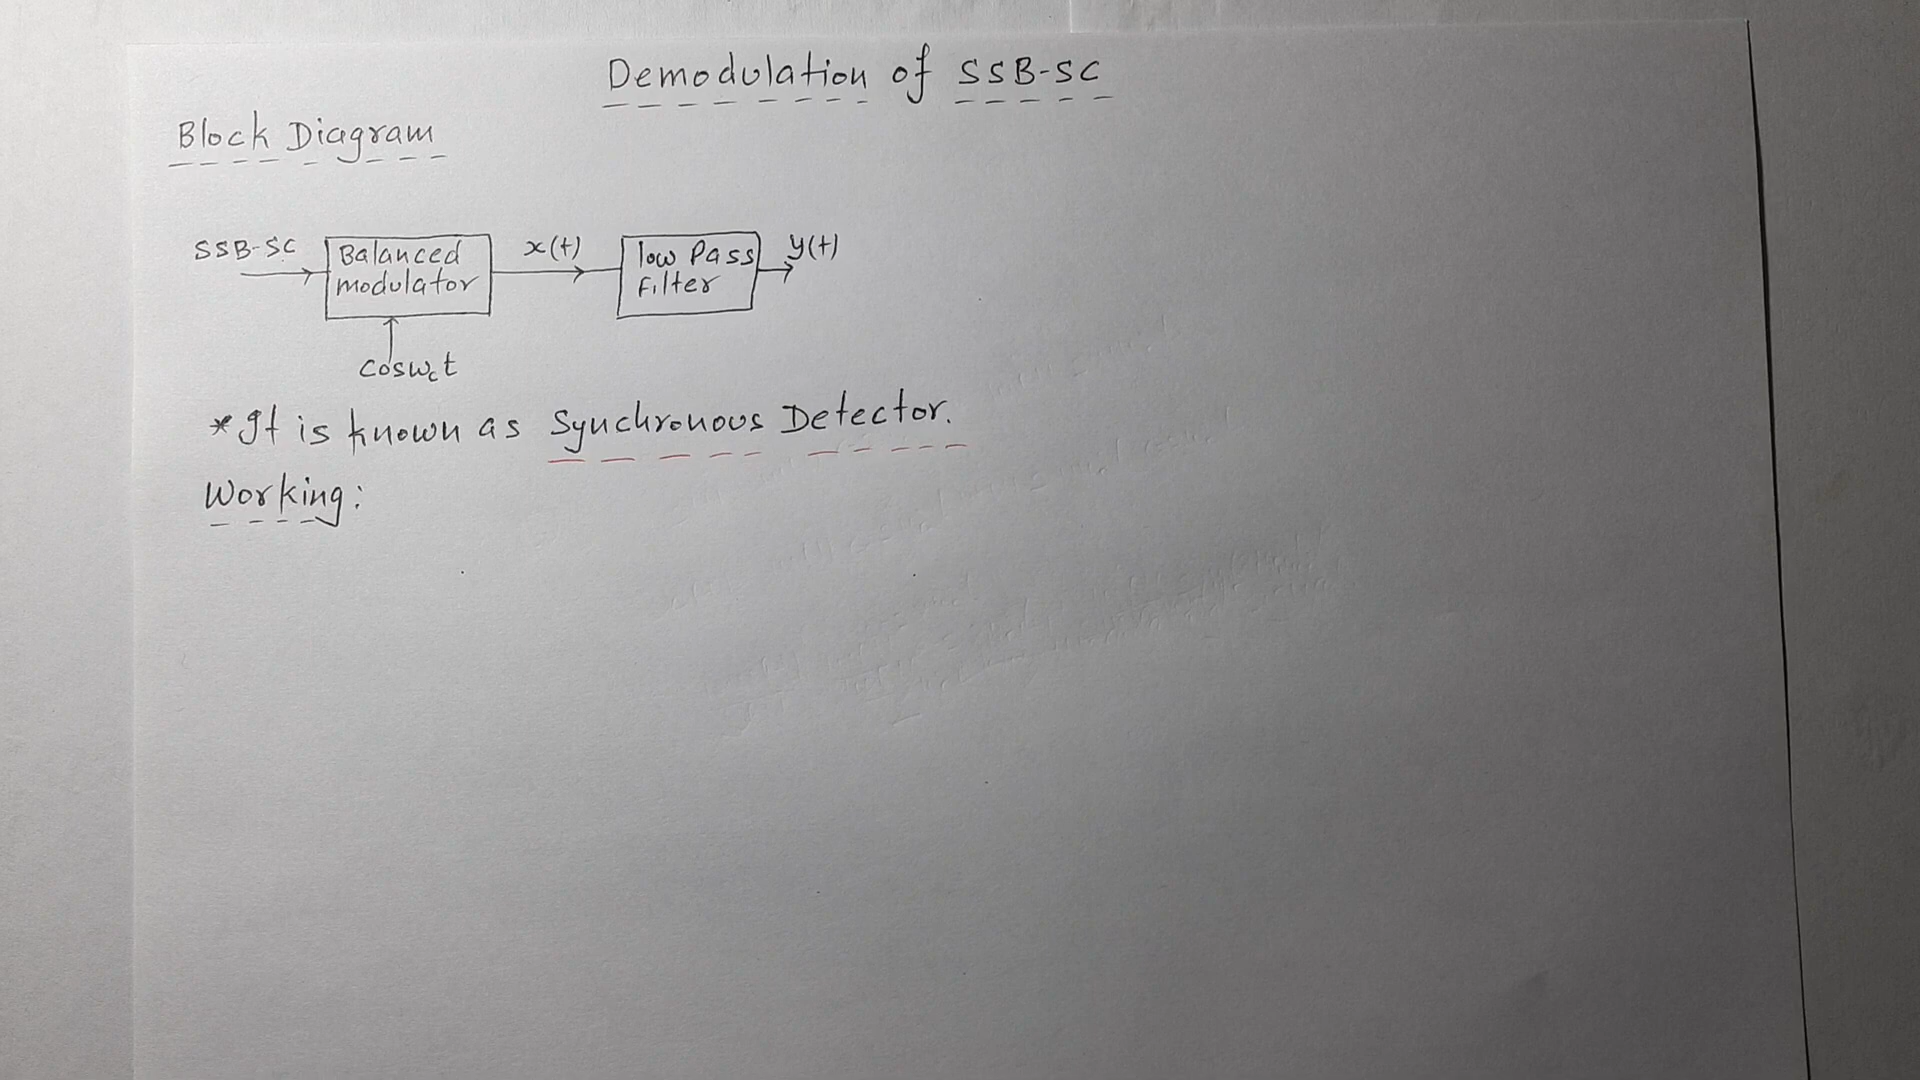 Demodulation of SSB-SC
Block Diagram
SSB-SC
Balanced
modulator
x(t)
low Pass
Filter
y(t)
cosw_ct
*It is known as Synchronous Detector.
Working: